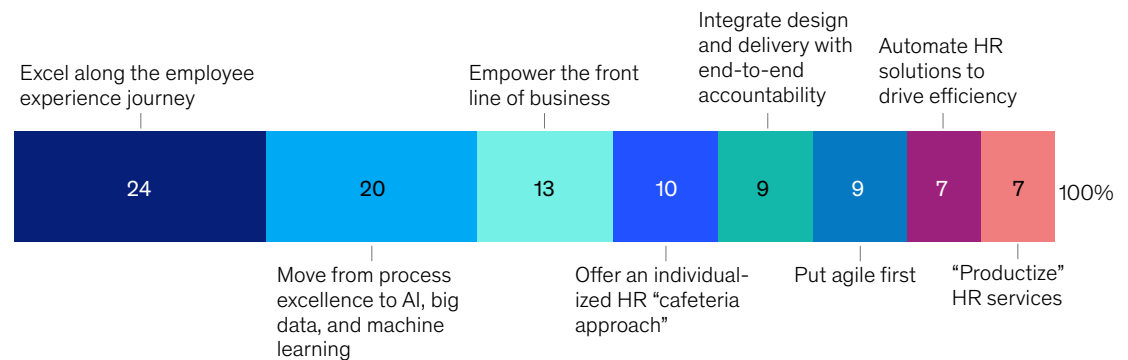 Excel along the employee
experience journey
Empower the front
line of business
Integrate design
and delivery with
end-to-end
accountability
Automate HR
solutions to
drive efficiency
24
20
13
10
9
9
7
7
100%
Move from process
excellence to AI, big
data, and machine
learning
Offer an individual-
ized HR “cafeteria
approach”
Put agile first
“Productize”
HR services